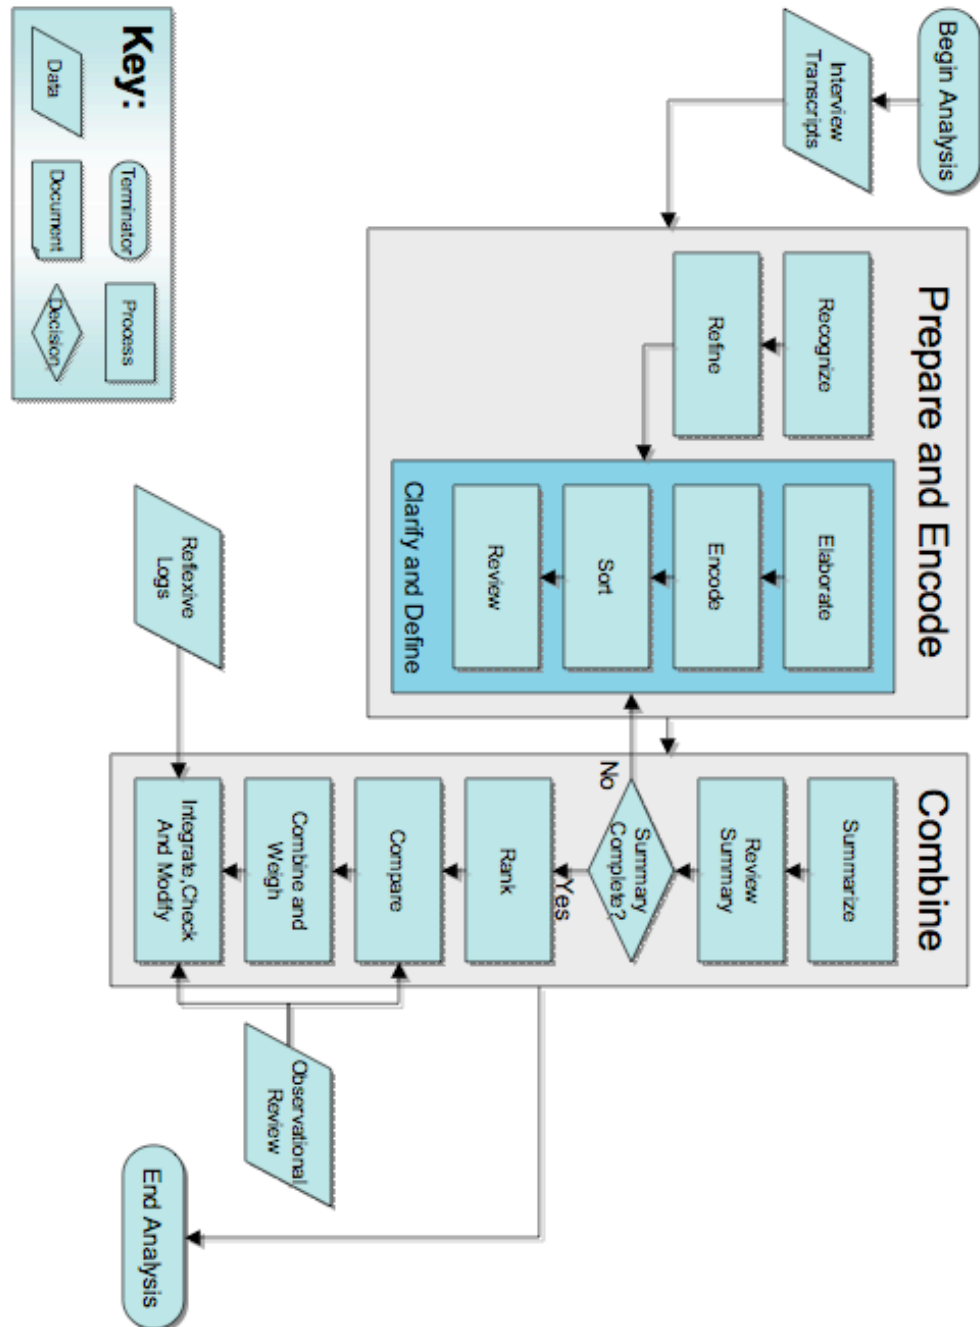 Begin Analysis
Interview
Transcripts
Prepare and Encode
Recognize
Refine
Elaborate
Encode
Sort
Review
Clarify and Define
Combine
Summarize
Review
Summary
Summary
Complete?
No
Yes
Rank
Compare
Combine and
Weigh
Integrate,Check
And Modify
Reflexive
Logs
Observational
Review
End Analysis
Key:
Terminator
Process
Data
Document
Decision